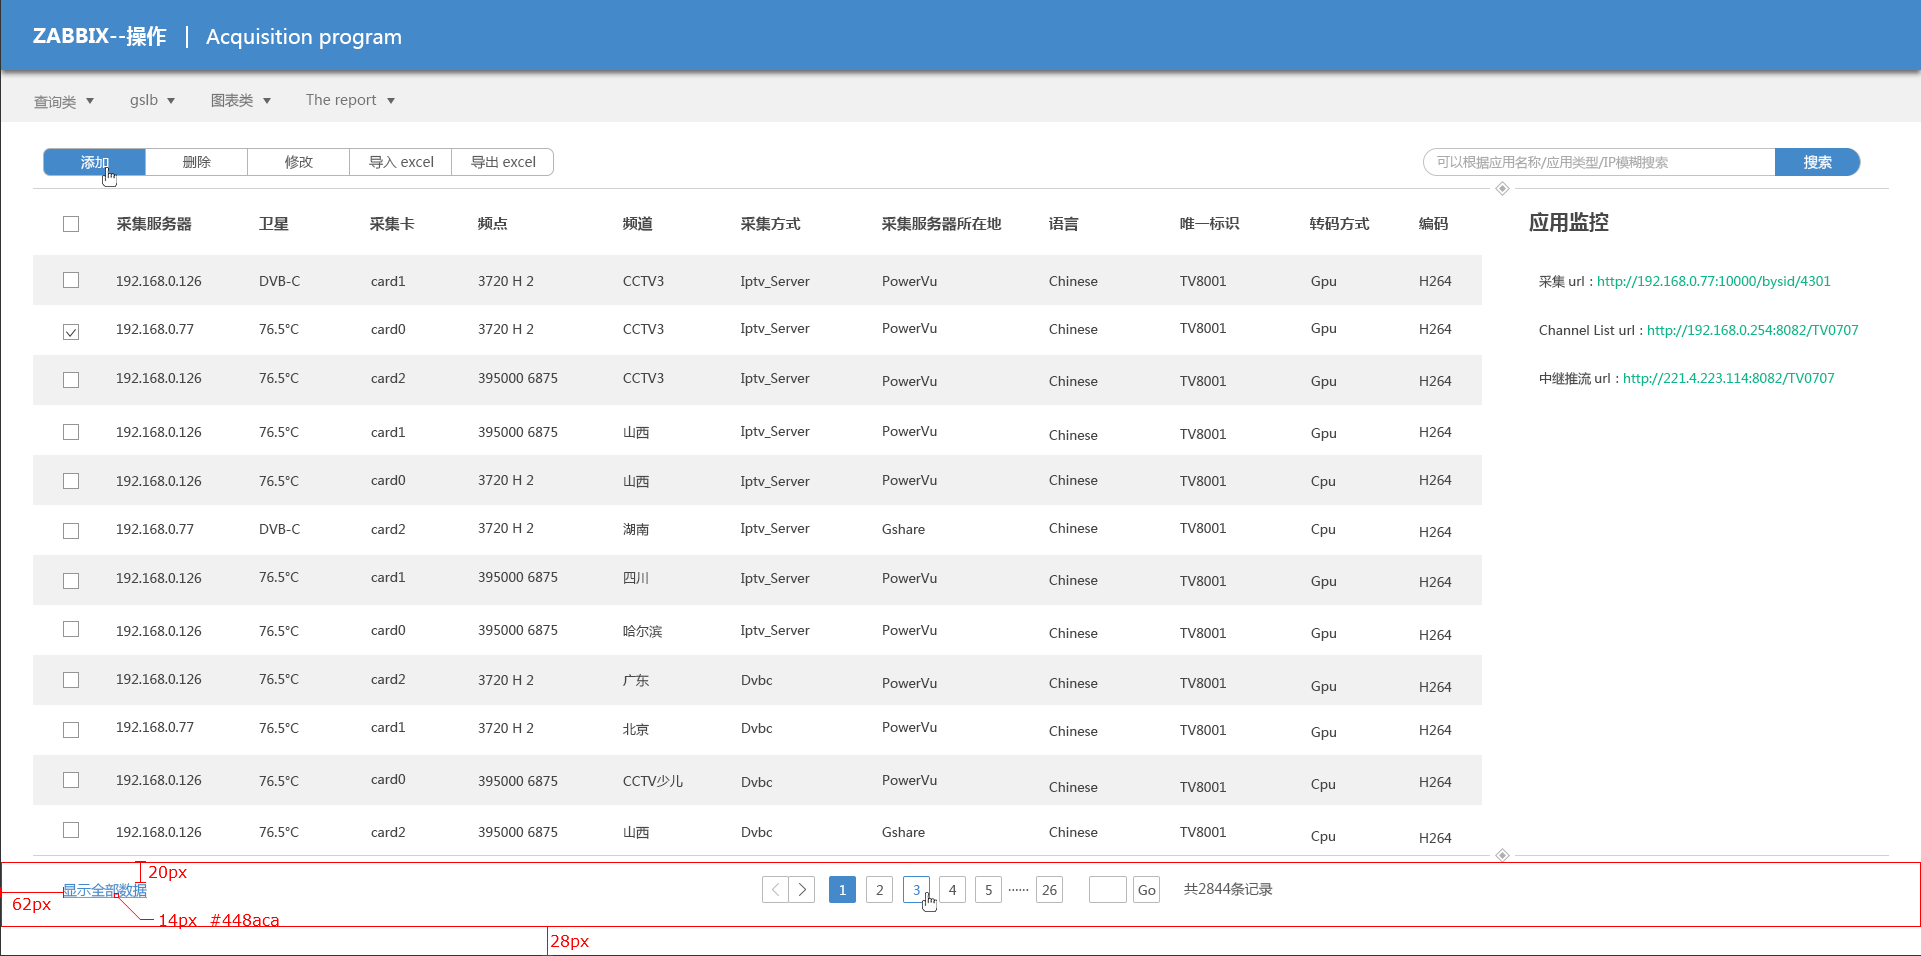 ZABBIX--操作 | Acquisition program
查询类 gslb 图表类 The report
添加 删除 修改 导入 excel 导出 excel 可以根据应用名称/应用类型/IP模糊搜索 搜索
采集服务器 卫星 采集卡 频点 频道 采集方式 采集服务器所在地 语言 唯一标识 转码方式 编码 应用监控
192.168.0.126 DVB-C card1 3720 H 2 CCTV3 Iptv_Server PowerVu Chinese TV8001 Gpu H264 采集 url : http://192.168.0.77:10000/bysid/4301
192.168.0.77 76.5°C card0 3720 H 2 CCTV3 Iptv_Server PowerVu Chinese TV8001 Gpu H264 Channel List url : http://192.168.0.254:8082/TV0707
192.168.0.126 76.5°C card2 395000 6875 CCTV3 Iptv_Server PowerVu Chinese TV8001 Gpu H264 中继推流 url : http://221.4.223.114:8082/TV0707
192.168.0.126 76.5°C card1 395000 6875 山西 Iptv_Server PowerVu Chinese TV8001 Gpu H264
192.168.0.126 76.5°C card0 3720 H 2 山西 Iptv_Server PowerVu Chinese TV8001 Cpu H264
192.168.0.77 DVB-C card2 3720 H 2 湖南 Iptv_Server Gshare Chinese TV8001 Cpu H264
192.168.0.126 76.5°C card1 395000 6875 四川 Iptv_Server PowerVu Chinese TV8001 Gpu H264
192.168.0.126 76.5°C card0 395000 6875 哈尔滨 Iptv_Server PowerVu Chinese TV8001 Gpu H264
192.168.0.126 76.5°C card2 3720 H 2 广东 Dvbc PowerVu Chinese TV8001 Gpu H264
192.168.0.77 76.5°C card1 3720 H 2 北京 Dvbc PowerVu Chinese TV8001 Gpu H264
192.168.0.126 76.5°C card0 395000 6875 CCTV少儿 Dvbc PowerVu Chinese TV8001 Cpu H264
192.168.0.126 76.5°C card2 395000 6875 山西 Dvbc Gshare Chinese TV8001 Cpu H264
20px
显示全部数据 1 2 3 4 5 ······ 26 Go 共2844条记录
62px
14px #448aca
28px